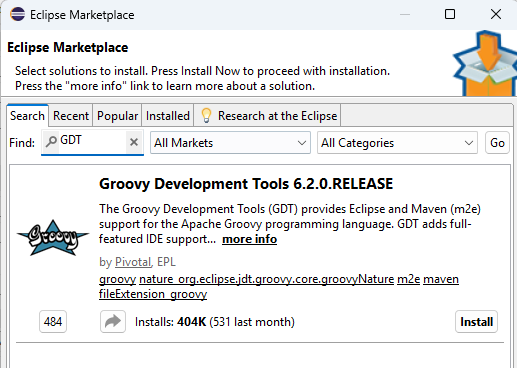 Eclipse Marketplace
Eclipse Marketplace
Select solutions to install. Press Install Now to proceed with installation.
Press the "more info" link to learn more about a solution.
Search Recent Popular Installed Research at the Eclipse
Find: GDT All Markets All Categories Go
Groovy Development Tools 6.2.0.RELEASE
The Groovy Development Tools (GDT) provides Eclipse and Maven (m2e)
support for the Apache Groovy programming language. GDT adds full-
featured IDE support... more info
Groovy
by Pivotal, EPL
groovy nature_org.eclipse.jdt.groovy.core.groovyNature m2e maven
fileExtension_groovy
484 Installs: 404K (531 last month) Install